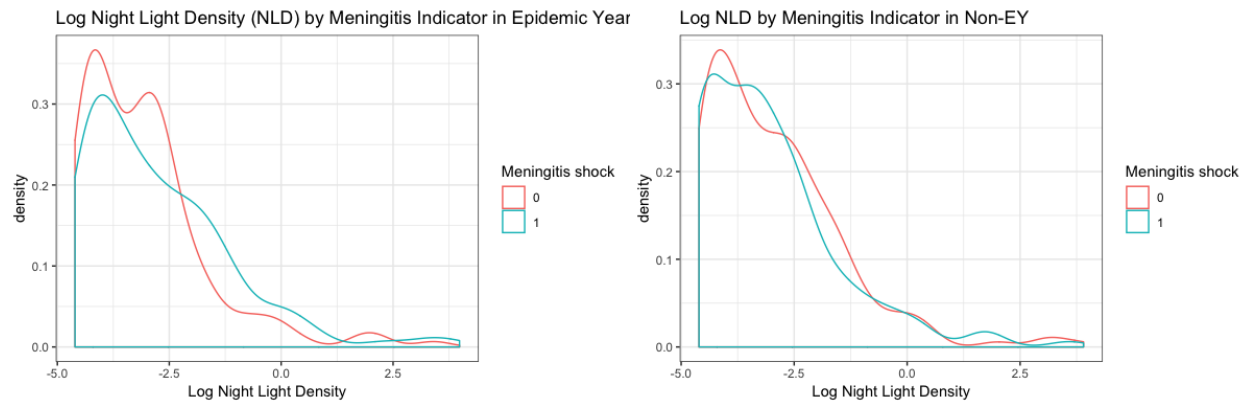 Log Night Light Density (NLD) by Meningitis Indicator in Epidemic Year
density
0.3
0.2
0.1
0.0
-5.0 -2.5 0.0 2.5
Log Night Light Density
Meningitis shock
0
1
Log NLD by Meningitis Indicator in Non-EY
density
0.3
0.2
0.1
0.0
-5.0 -2.5 0.0 2.5
Log Night Light Density
Meningitis shock
0
1